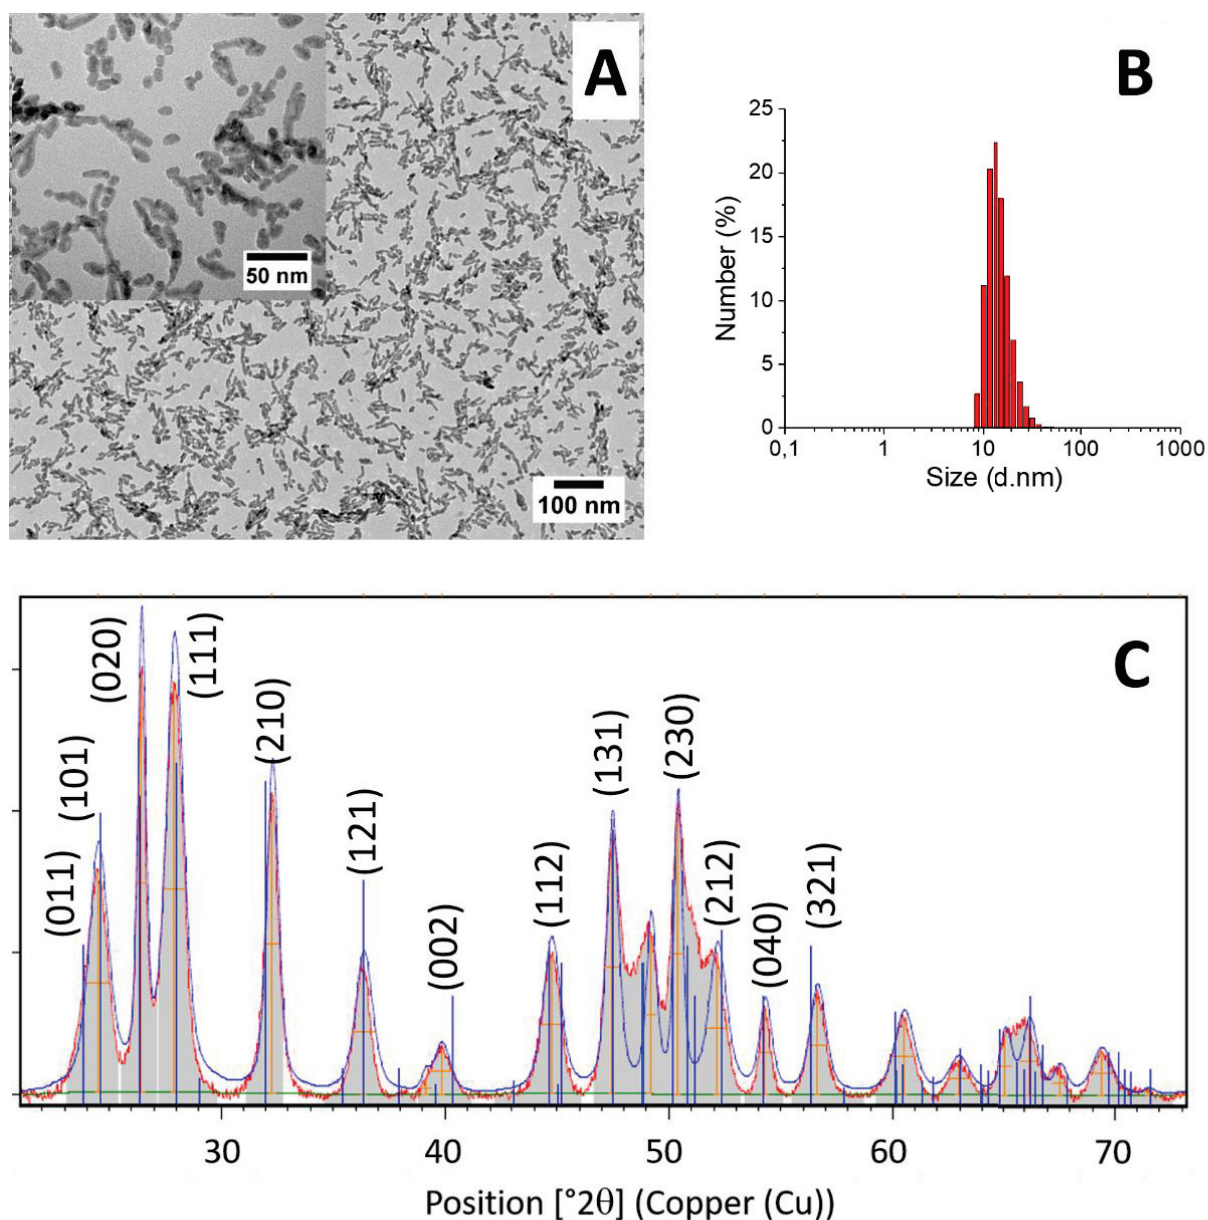 A
50 nm
100 nm
B
25
20
15
10
5
0
Number (%)
0,1 1 10 100 1000
Size (d.nm)
C
(011)
(101)
(020)
(111)
(210)
(121)
(002)
(112)
(131)
(230)
(212)
(040)
(321)
30 40 50 60 70
Position [°2θ] (Copper (Cu))